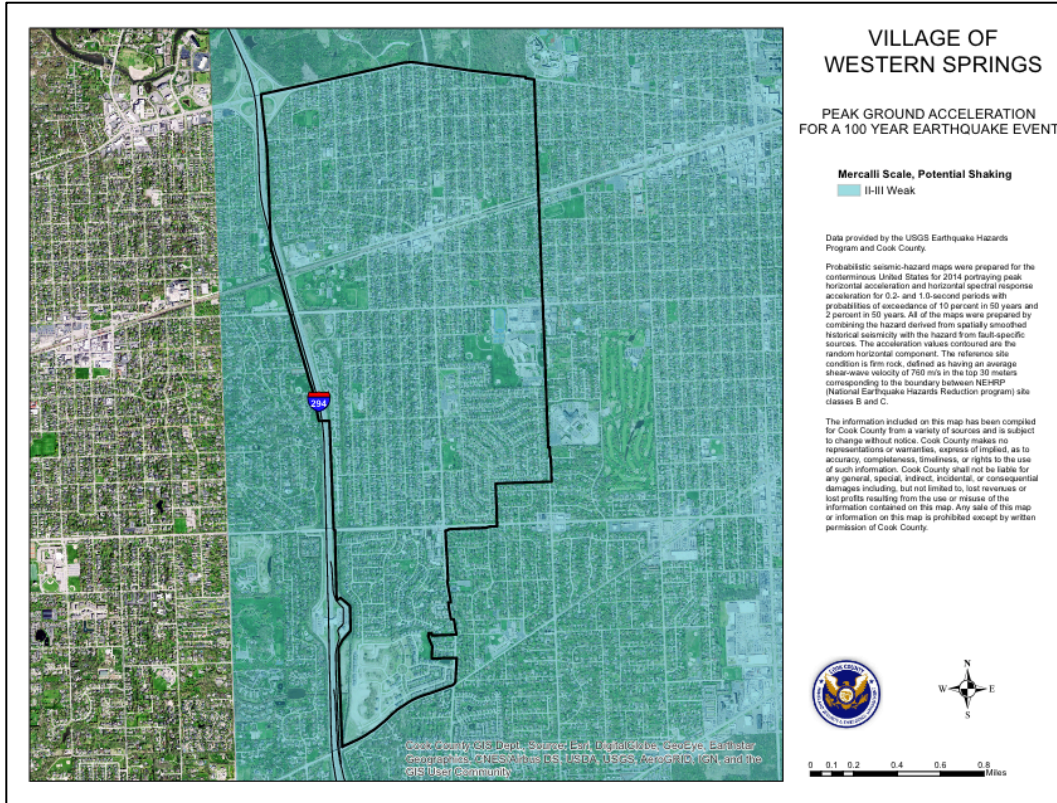 VILLAGE OF
WESTERN SPRINGS
PEAK GROUND ACCELERATION
FOR A 100 YEAR EARTHQUAKE EVENT
Mercalli Scale, Potential Shaking
II-III Weak
Data provided by the USGS Earthquake Hazards
Program and Cook County.
Probabilistic seismic-hazard maps were prepared for the
conterminous United States for 2014 portraying peak
horizontal acceleration and horizontal spectral response
acceleration for 0.2- and 1.0-second periods with
probabilities of exceedance of 10 percent in 50 years and
2 percent in 50 years. All of the maps were prepared by
combining the hazard derived from spatially smoothed
historical seismicity with the hazard from fault-specific
sources. The acceleration values contoured are the
random horizontal component. The reference site
condition is firm rock, defined as having an average
shear-wave velocity of 760 m/s in the top 30 meters
corresponding to the boundary between NEHRP
(National Earthquake Hazards Reduction program) site
classes B and C.
The information included on this map has been compiled
for Cook County from a variety of sources and is subject
to change without notice. Cook County makes no
representations or warranties, express of implied, as to
accuracy, completeness, timeliness, or rights to the use
of such information. Cook County shall not be liable for
any general, special, indirect, incidental, or consequential
damages including, but not limited to, lost revenues or
lost profits resulting from the use or misuse of the
information contained on this map. Any sale of this map
or information on this map is prohibited except by written
permission of Cook County.
294
Cook County GIS Dept., Source: Esri, DigitalGlobe, GeoEye, Earthstar
Geographics, CNES/Airbus DS, USDA, USGS, AeroGRID, IGN, and the
GIS User Community
COOK COUNTY
N
W E
S
0 0.1 0.2 0.4 0.6 0.8
Miles